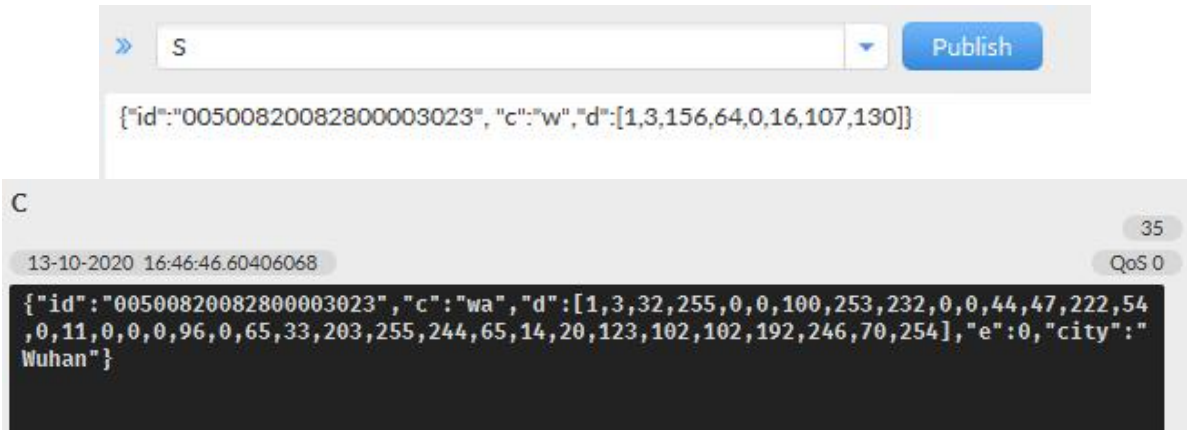 » S Publish
{"id":"00500820082800003023", "c":"w","d":[1,3,156,64,0,16,107,130]}
C
35
13-10-2020 16:46:46.60406068
QoS 0
{"id":"00500820082800003023","c":"wa","d":[1,3,32,255,0,0,100,253,232,0,0,44,47,222,54
,0,11,0,0,0,96,0,65,33,203,255,244,65,14,20,123,102,102,192,246,70,254],"e":0,"city":"
Wuhan"}